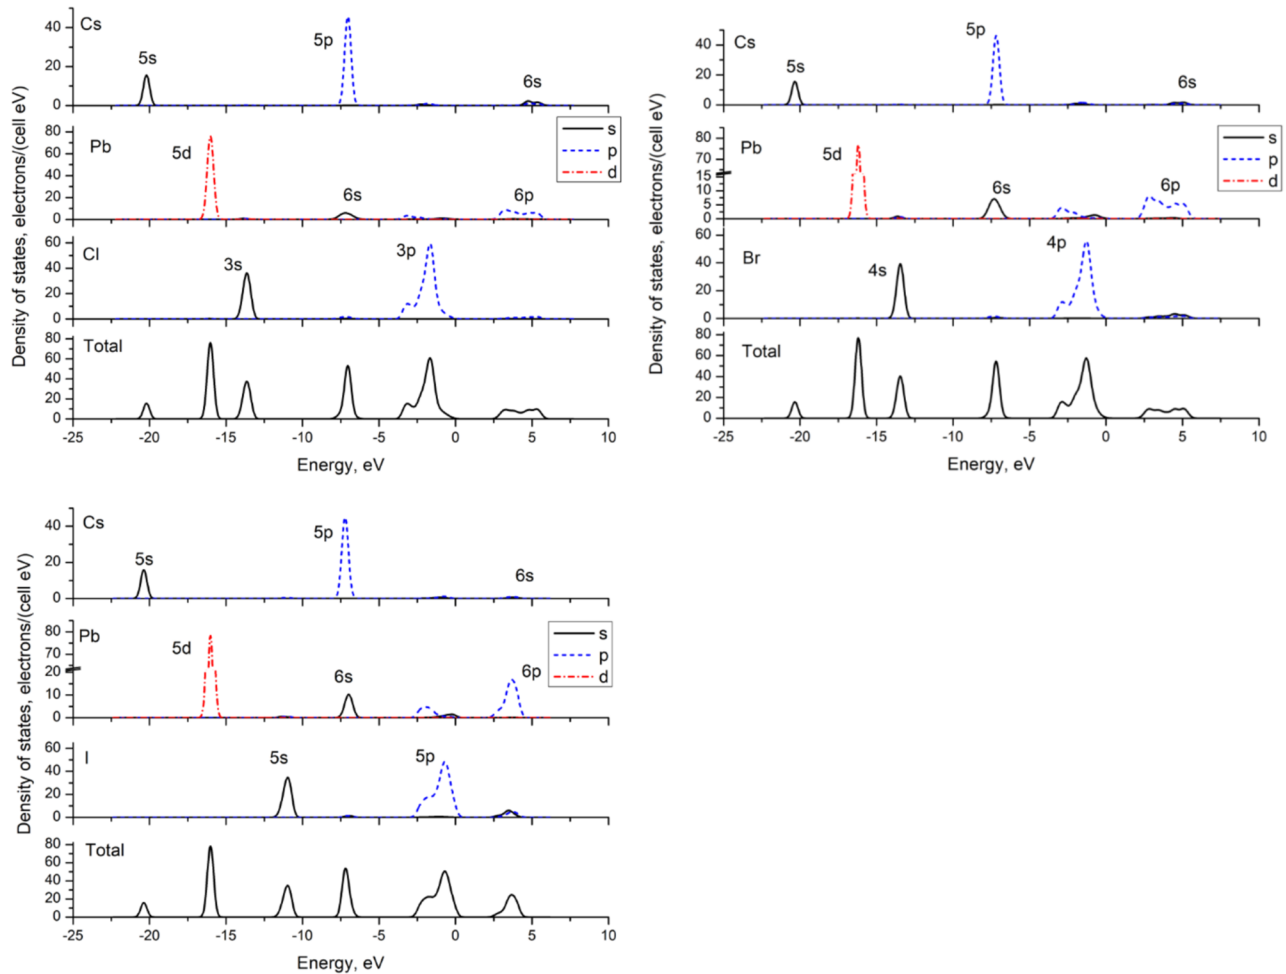 Density of states, electrons/(cell eV)
Cs
5s
5p
6s
40
20
0
Pb
5d
6s
6p
80
60
40
20
0
s
p
d
Cl
3s
3p
60
40
20
0
Total
80
60
40
20
0
-25 -20 -15 -10 -5 0 5 10
Energy, eV
Density of states, electrons/(cell eV)
Cs
5s
5p
6s
40
20
0
Pb
5d
6s
6p
80
70
15
10
5
0
s
p
d
Br
4s
4p
60
40
20
0
Total
80
60
40
20
0
-25 -20 -15 -10 -5 0 5 10
Energy, eV
Density of states, electrons/(cell eV)
Cs
5s
5p
6s
40
20
0
Pb
5d
6s
6p
80
70
20
10
0
s
p
d
I
5s
5p
60
40
20
0
Total
80
60
40
20
0
-25 -20 -15 -10 -5 0 5 10
Energy, eV